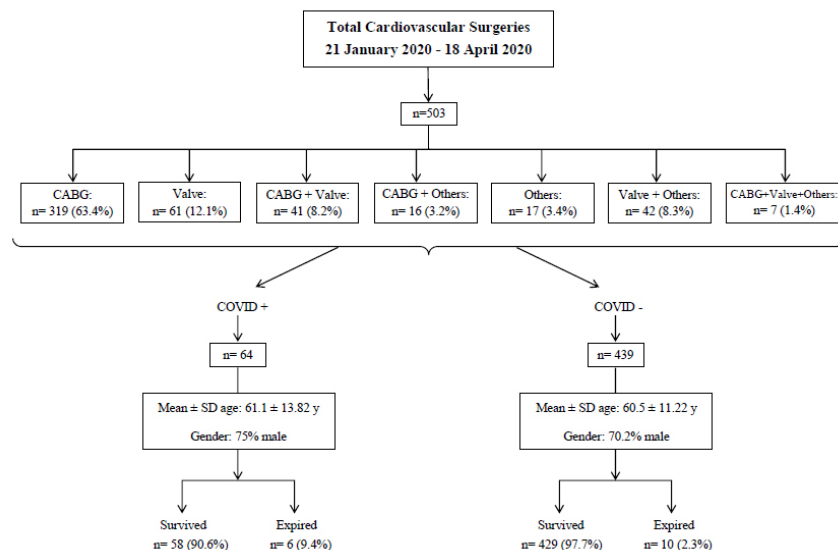 Total Cardiovascular Surgeries
21 January 2020 - 18 April 2020
n=503
CABG:
n= 319 (63.4%)
Valve:
n= 61 (12.1%)
CABG + Valve:
n= 41 (8.2%)
CABG + Others:
n= 16 (3.2%)
Others:
n= 17 (3.4%)
Valve + Others:
n= 42 (8.3%)
CABG+Valve+Others:
n= 7 (1.4%)
COVID +
n= 64
Mean ± SD age: 61.1 ± 13.82 y
Gender: 75% male
Survived
n= 58 (90.6%)
Expired
n= 6 (9.4%)
COVID -
n= 439
Mean ± SD age: 60.5 ± 11.22 y
Gender: 70.2% male
Survived
n= 429 (97.7%)
Expired
n= 10 (2.3%)